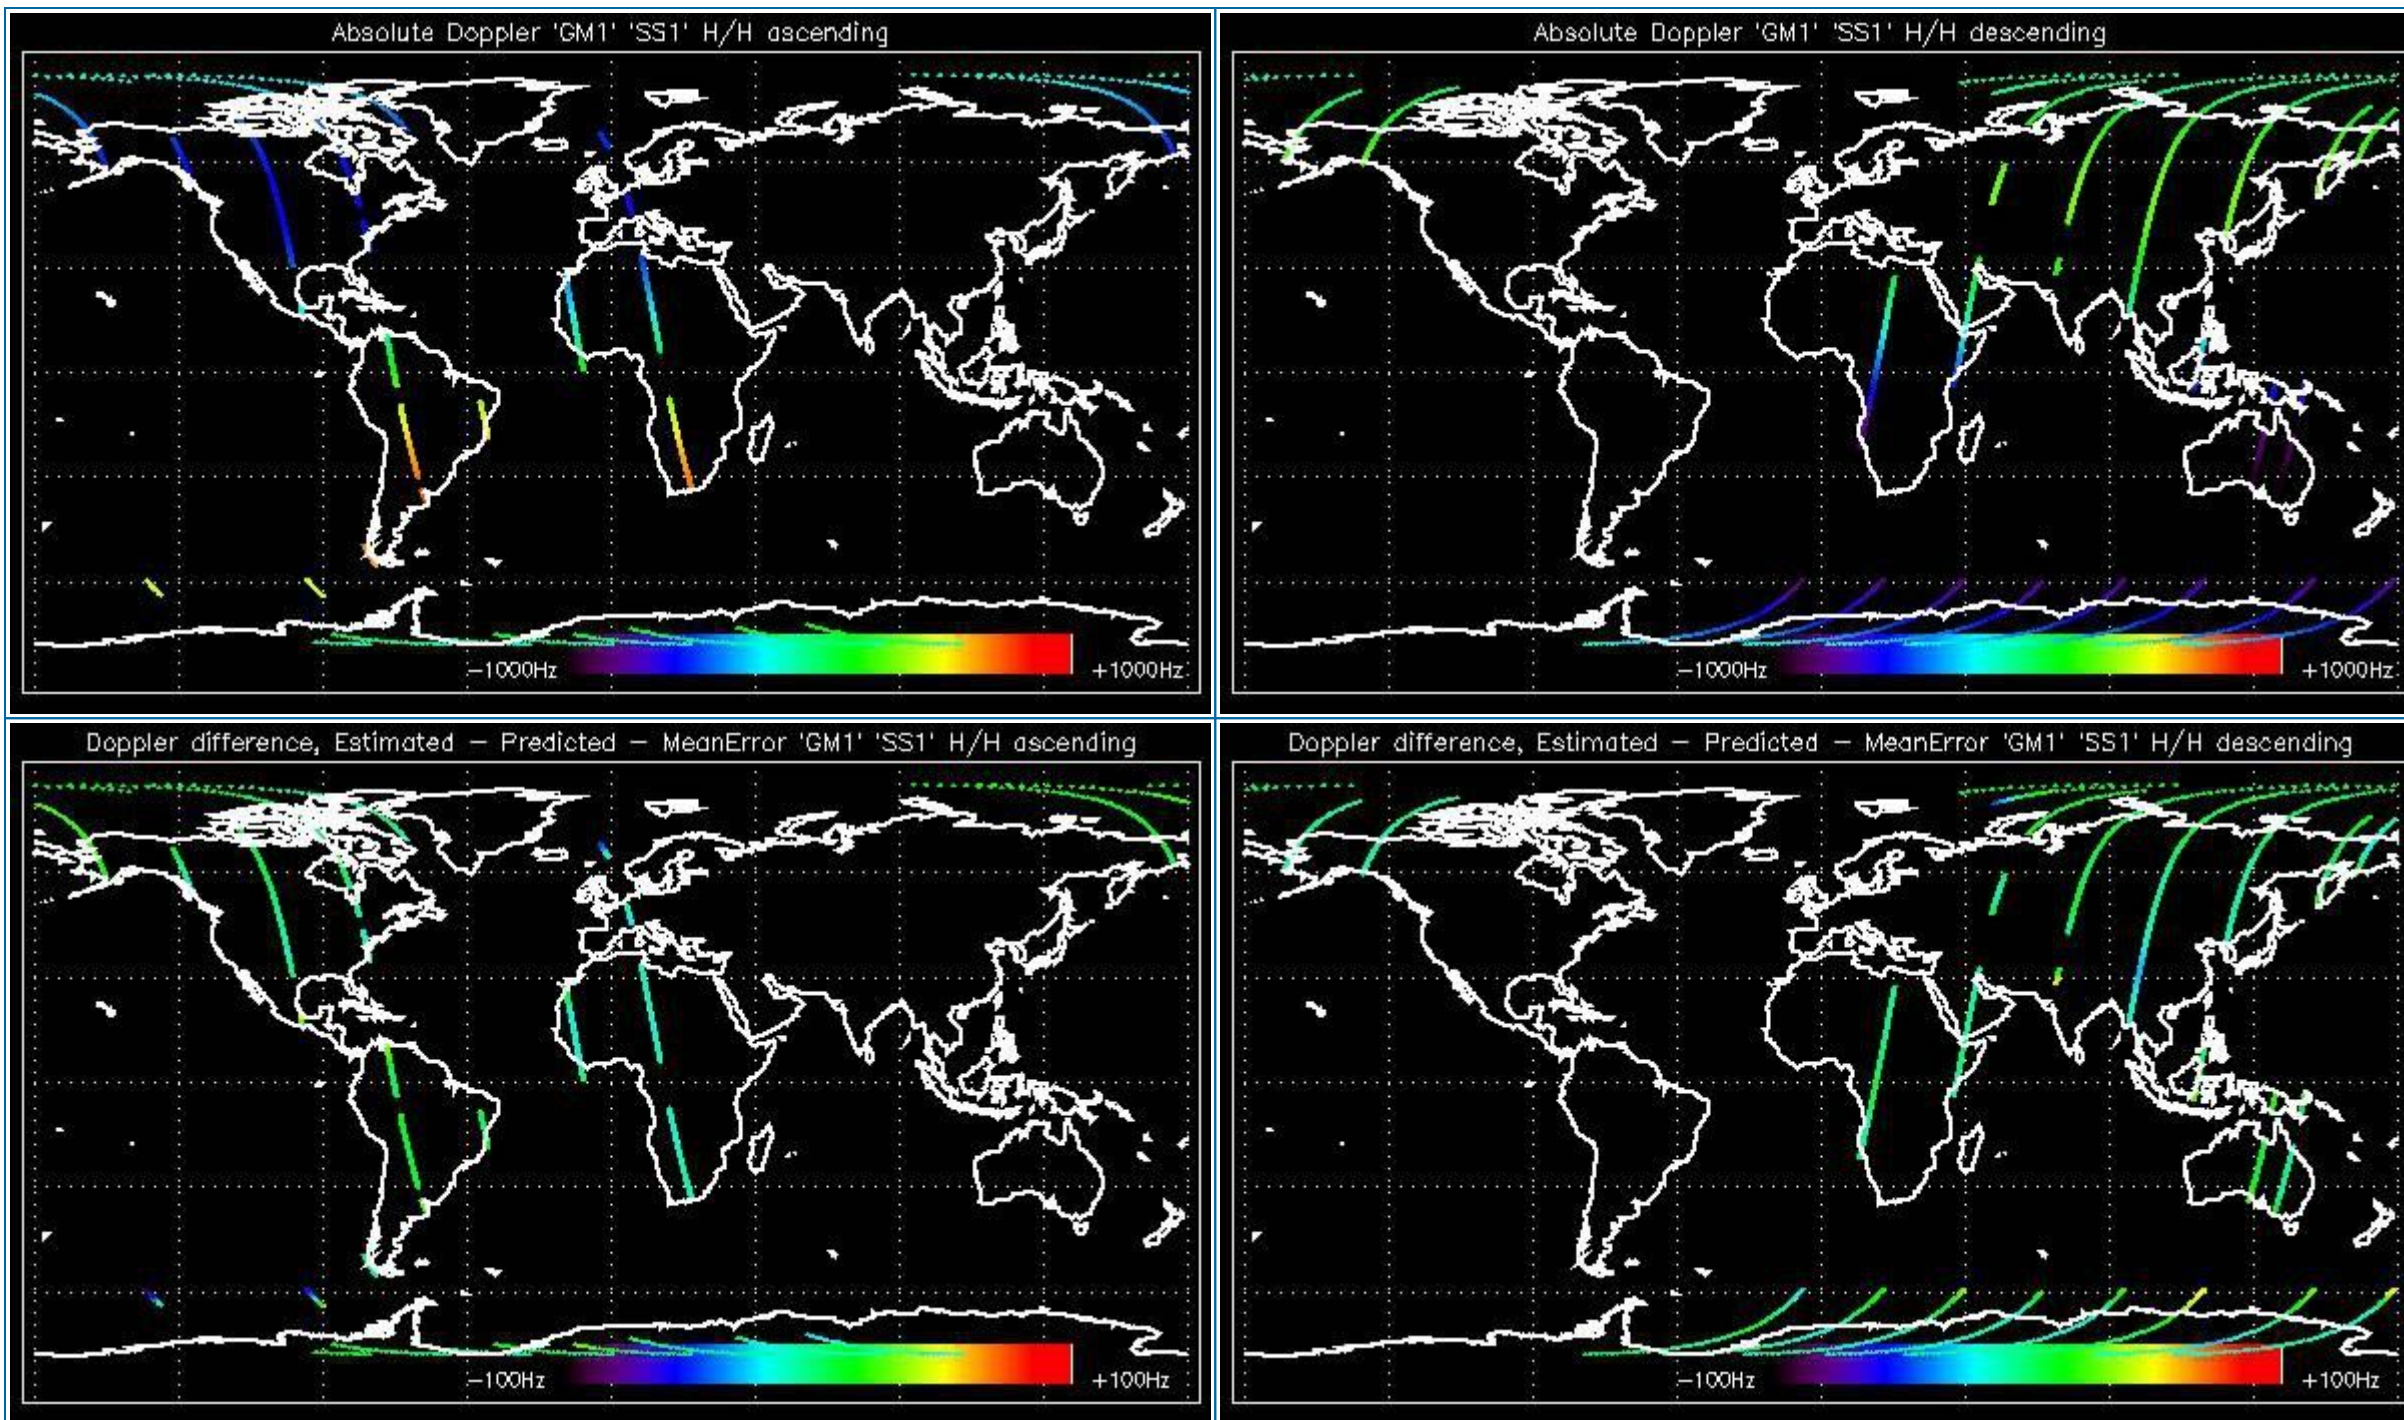 Absolute Doppler 'GM1' 'SS1' H/H ascending
-1000Hz
+1000Hz
Absolute Doppler 'GM1' 'SS1' H/H descending
-1000Hz
+1000Hz
Doppler difference, Estimated - Predicted - MeanError 'GM1' 'SS1' H/H ascending
-100Hz
+100Hz
Doppler difference, Estimated - Predicted - MeanError 'GM1' 'SS1' H/H descending
-100Hz
+100Hz